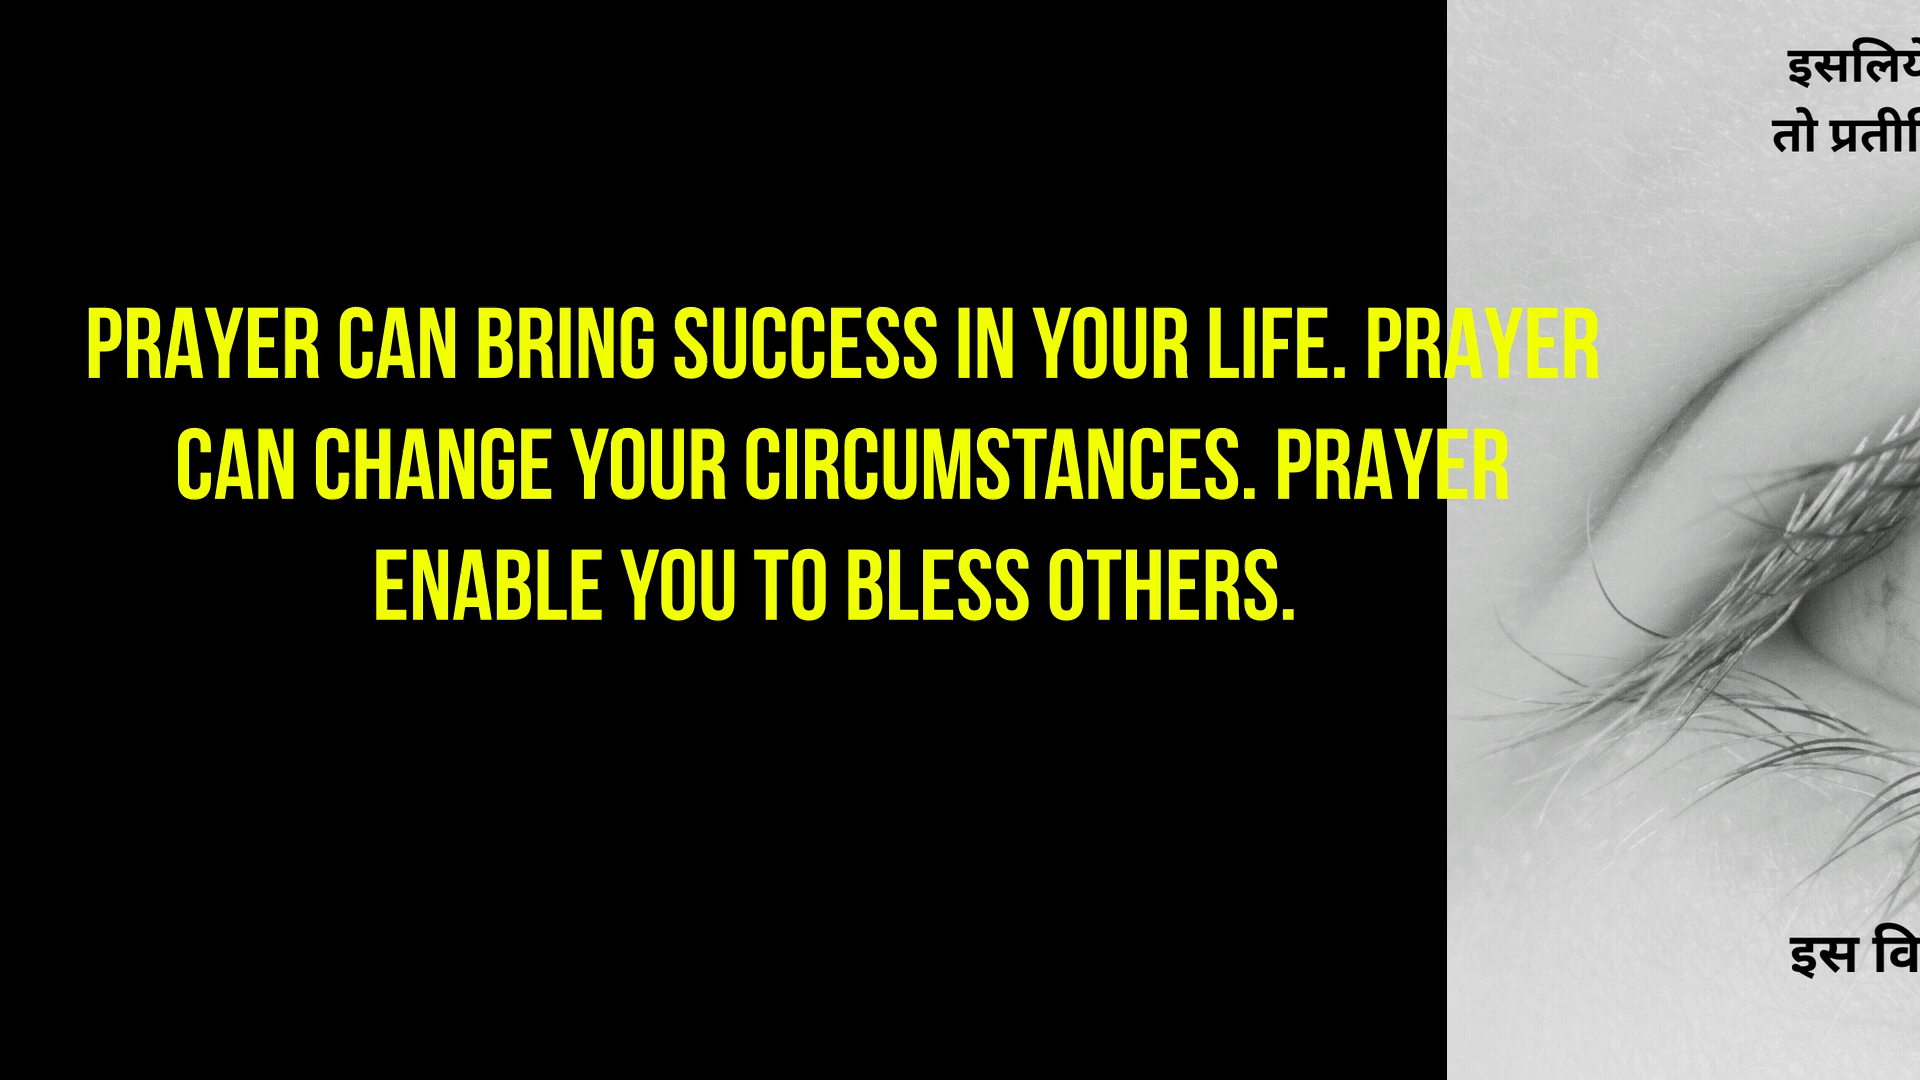 PRAYER CAN BRING SUCCESS IN YOUR LIFE. PRAYER
CAN CHANGE YOUR CIRCUMSTANCES. PRAYER
ENABLE YOU TO BLESS OTHERS.
इसलिये
तो
इस